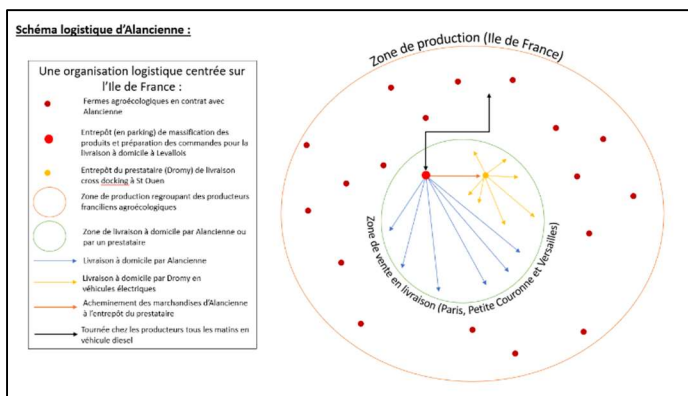 Schéma logistique d'Alancienne :
Une organisation logistique centrée sur
l'Ile de France :
Fermes agroécologiques en contrat avec
Alancienne
Entrepôt (en parking) de massification des
produits et préparation des commandes pour la
livraison à domicile à Levallois
Entrepôt du prestataire (Dromy) de livraison
cross docking à St Ouen
Zone de production regroupant des producteurs
franciliens agroécologiques
Zone de livraison à domicile par Alancienne ou
par un prestataire
Livraison à domicile par Alancienne
Livraison à domicile par Dromy en
véhicules électriques
Acheminement des marchandises d'Alancienne
à l'entrepôt du prestataire
Tournée chez les producteurs tous les matins en
véhicule diesel
Zone de production (Ile de France)
Zone de vente en livraison (Paris, Petite Couronne et Versailles)